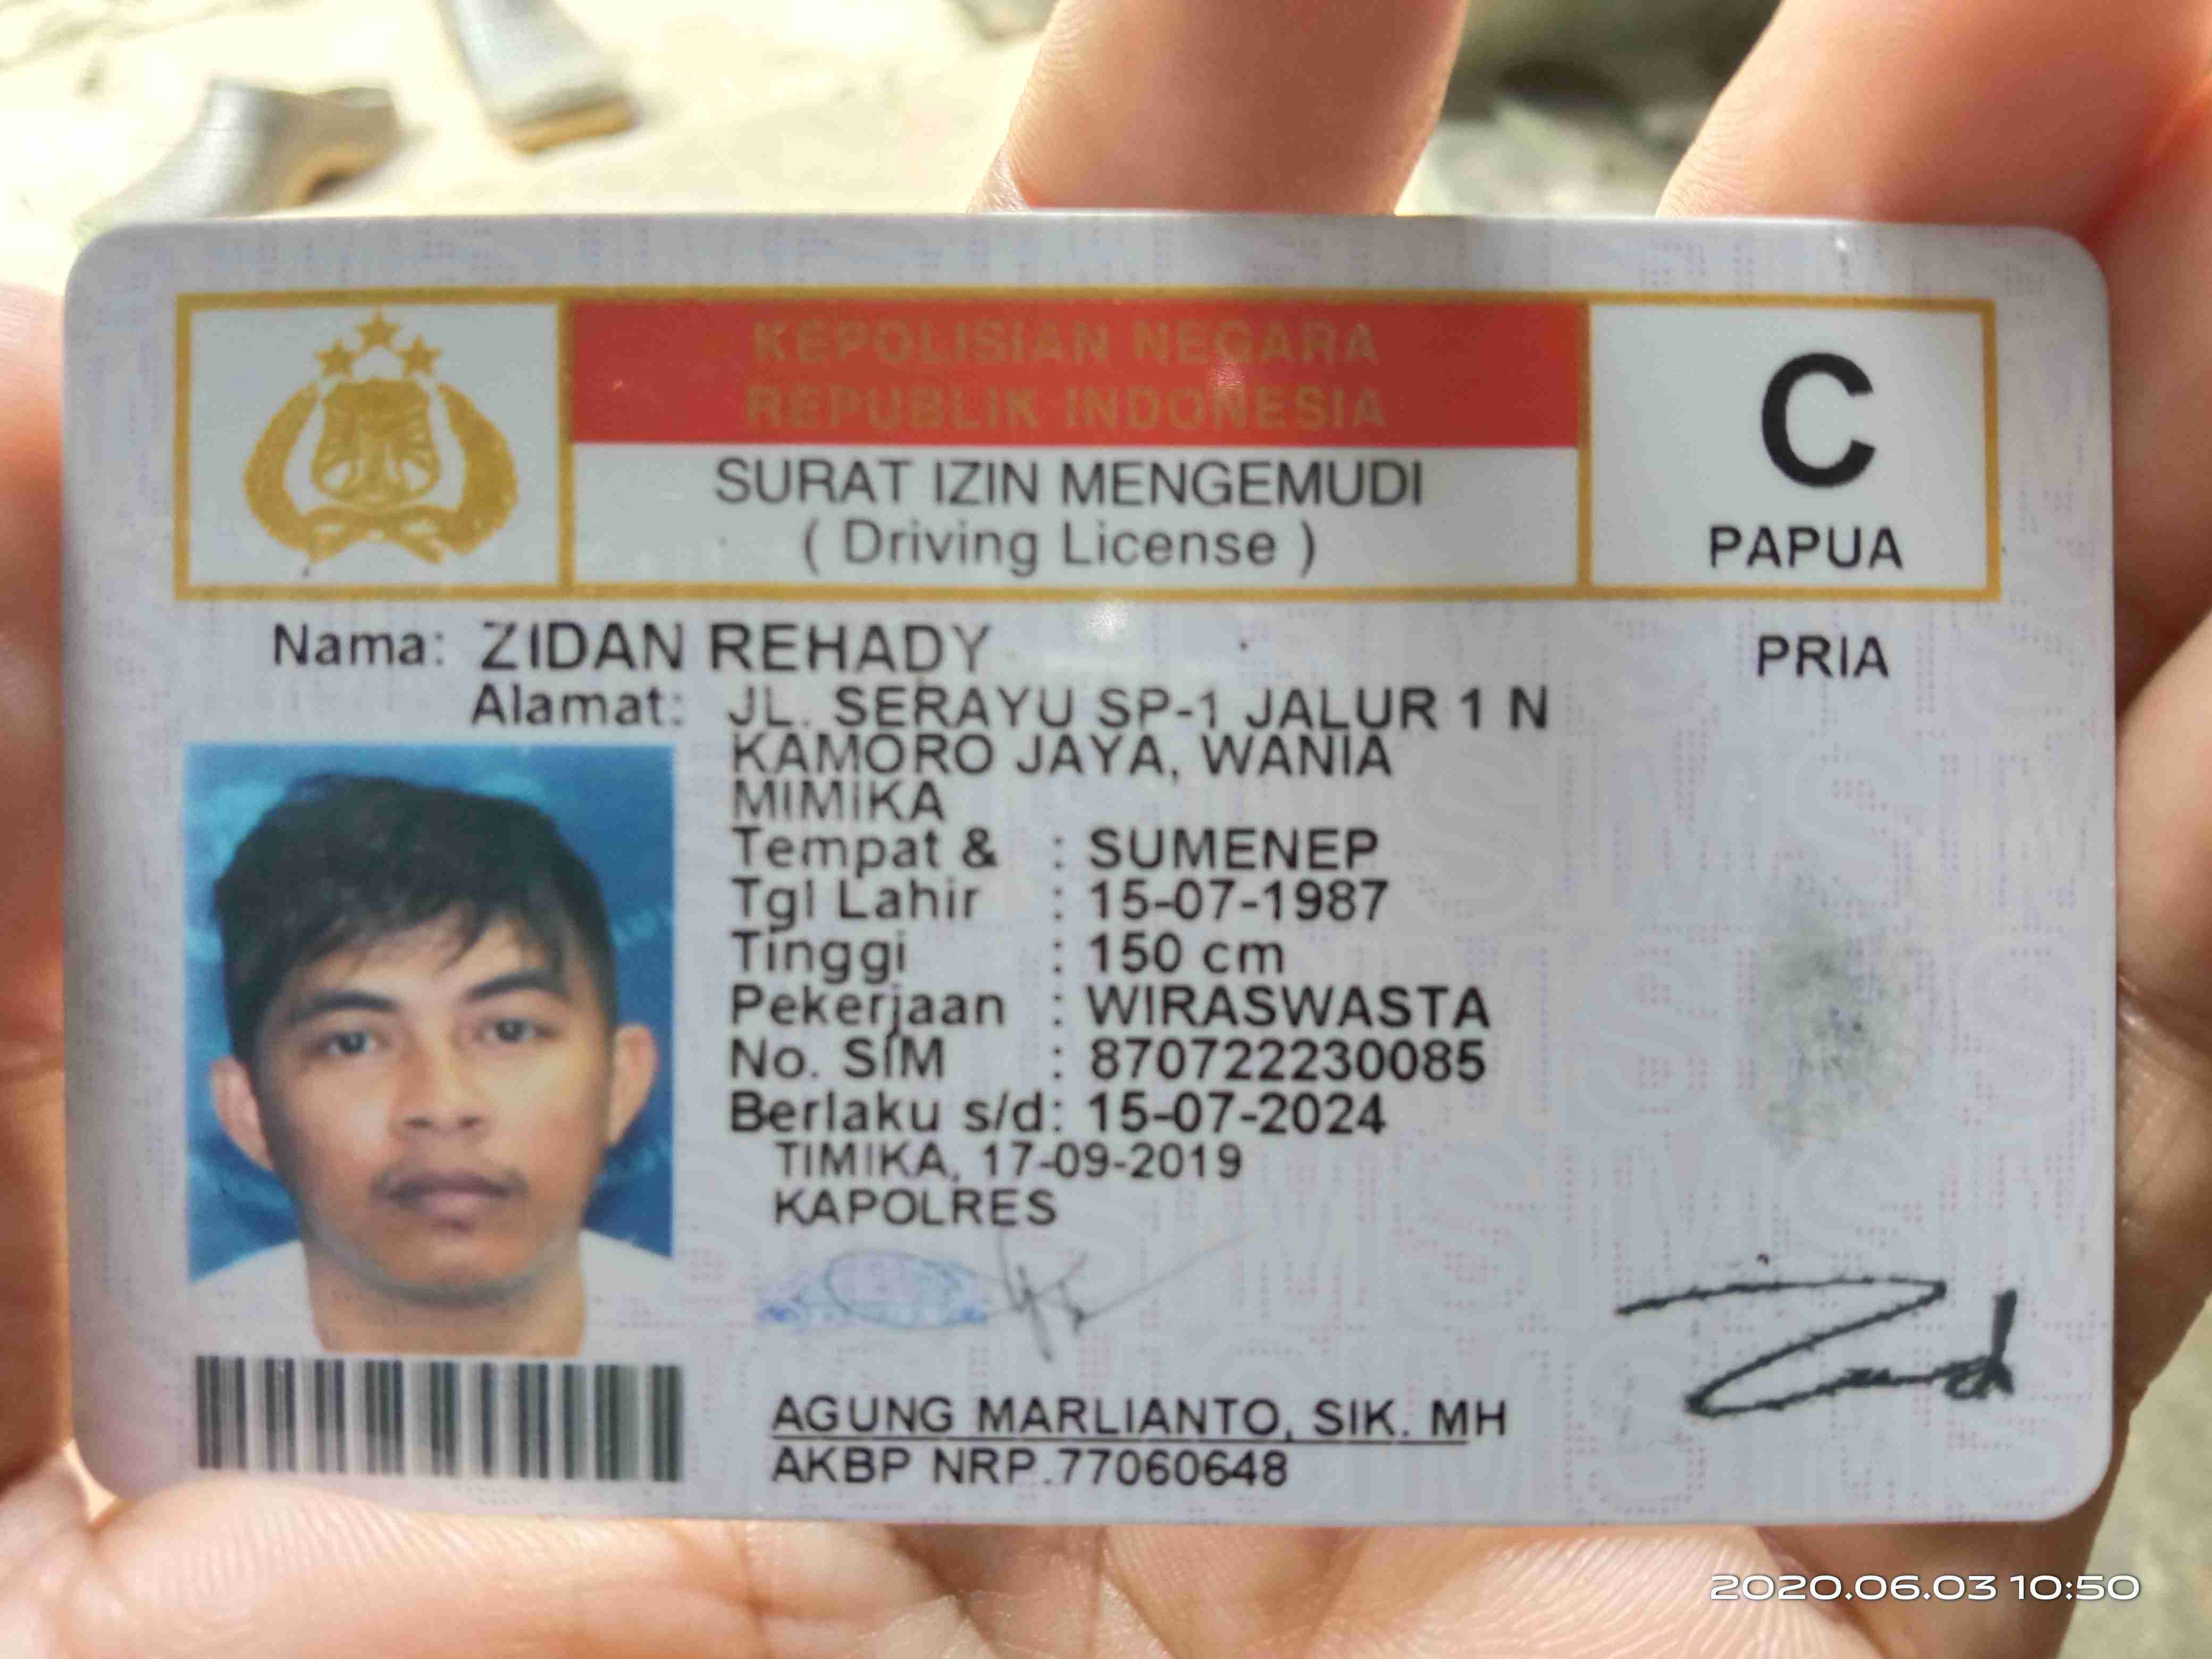 KEPOLISIAN NEGARA
REPUBLIK INDONESIA
SURAT IZIN MENGEMUDI
( Driving License )
C
PAPUA
Nama: ZIDAN REHADY
PRIA
Alamat: JL. SERAYU SP-1 JALUR 1 N
KAMORO JAYA, WANIA
MIMIKA
Tempat & : SUMENEP
Tgl Lahir : 15-07-1987
Tinggi : 150 cm
Pekerjaan : WIRASWASTA
No. SIM : 870722230085
Berlaku s/d: 15-07-2024
TIMIKA, 17-09-2019
KAPOLRES
AGUNG MARLIANTO, SIK. MH
AKBP NRP.77060648
2020.06.03 10:50